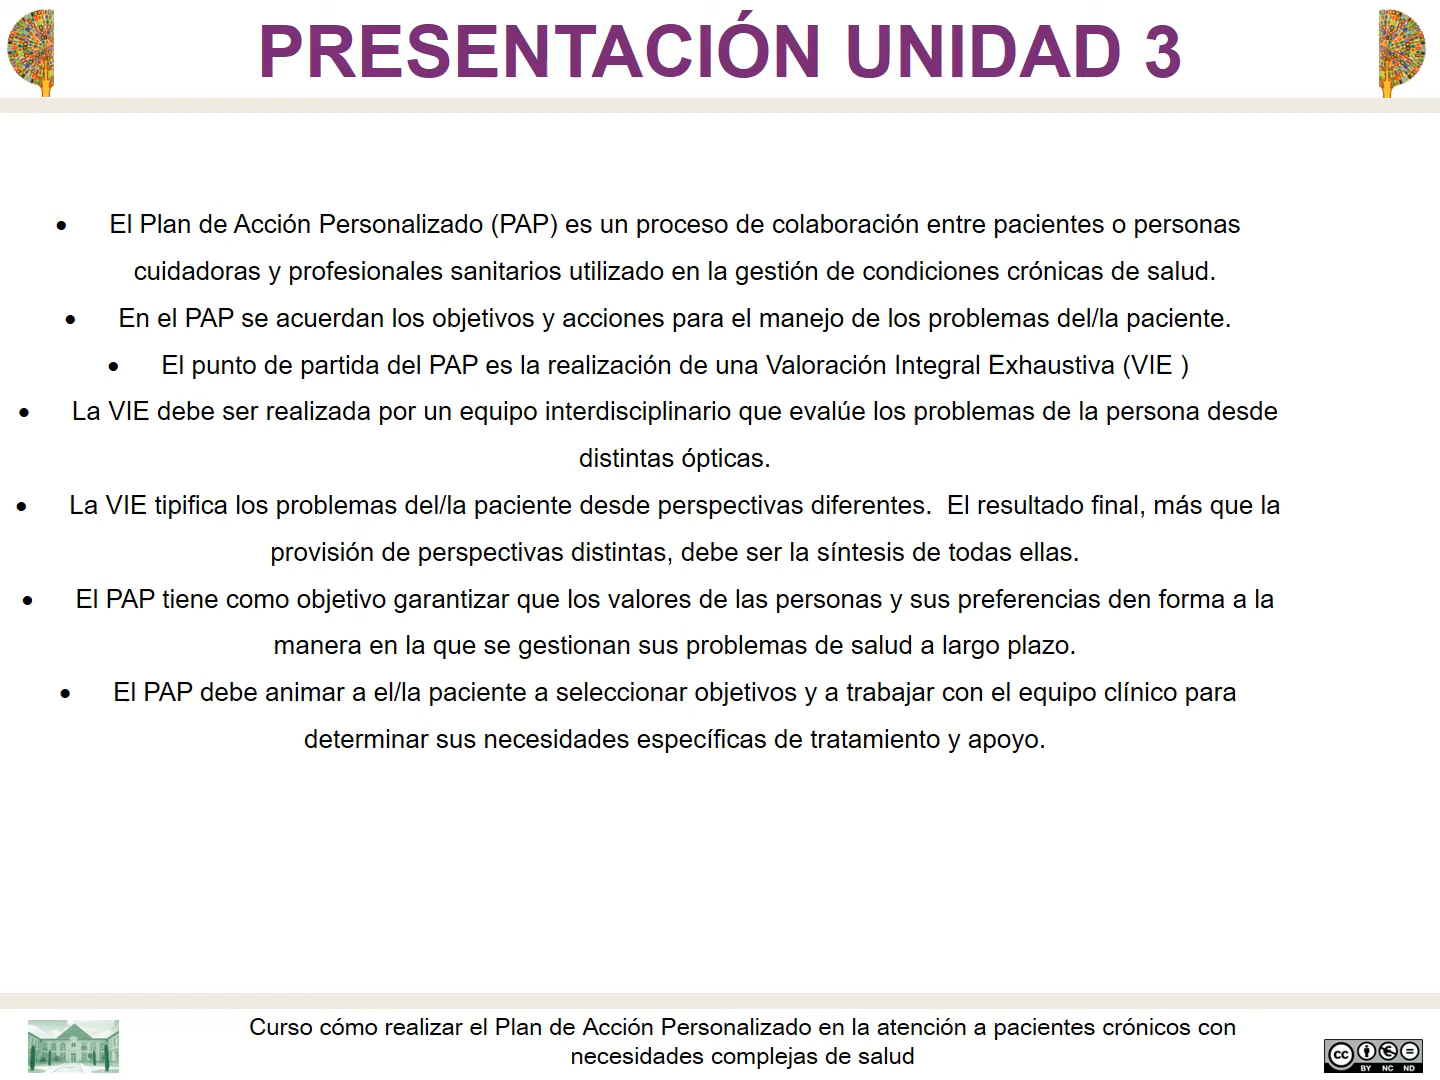 PRESENTACIÓN UNIDAD 3
• El Plan de Acción Personalizado (PAP) es un proceso de colaboración entre pacientes o personas
cuidadoras y profesionales sanitarios utilizado en la gestión de condiciones crónicas de salud.
• En el PAP se acuerdan los objetivos y acciones para el manejo de los problemas del/la paciente.
• El punto de partida del PAP es la realización de una Valoración Integral Exhaustiva (VIE )
• La VIE debe ser realizada por un equipo interdisciplinario que evalúe los problemas de la persona desde
distintas ópticas.
• La VIE tipifica los problemas del/la paciente desde perspectivas diferentes.  El resultado final, más que la
provisión de perspectivas distintas, debe ser la síntesis de todas ellas.
• El PAP tiene como objetivo garantizar que los valores de las personas y sus preferencias den forma a la
manera en la que se gestionan sus problemas de salud a largo plazo.
• El PAP debe animar a el/la paciente a seleccionar objetivos y a trabajar con el equipo clínico para
determinar sus necesidades específicas de tratamiento y apoyo.
Curso cómo realizar el Plan de Acción Personalizado en la atención a pacientes crónicos con
necesidades complejas de salud
cc
BY NC ND